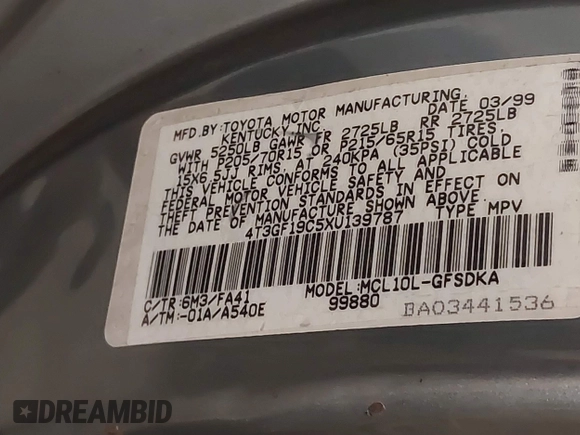 MFD.BY:TOYOTA MOTOR MANUFACTURING,
KENTUCKY,INC DATE 03/99
GVWR 5250LB GAWR FR 2725LB RR 2725LB
WITH P205/70R15 OR P215/65R15 TIRES.
15X6.5JJ RIMS. AT 240KPA (35PSI) COLD
THIS VEHICLE CONFORMS TO ALL APPLICABLE
FEDERAL MOTOR VEHICLE SAFETY AND
THEFT PREVENTION STANDARDS IN EFFECT ON
THE DATE OF MANUFACTURE SHOWN ABOVE.
4T3GF19C5XU139787 TYPE MPV
C/TR:6M3/FA41 MODEL:MCL10L-GFSDKA
A/TM:-01A/A540E 99880 BA03441536
DREAMBID